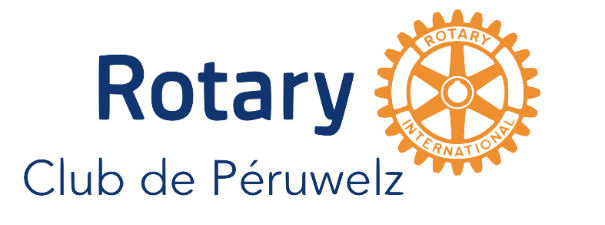 Rotary
Club de Péruwelz
ROTARY
INTERNATIONAL